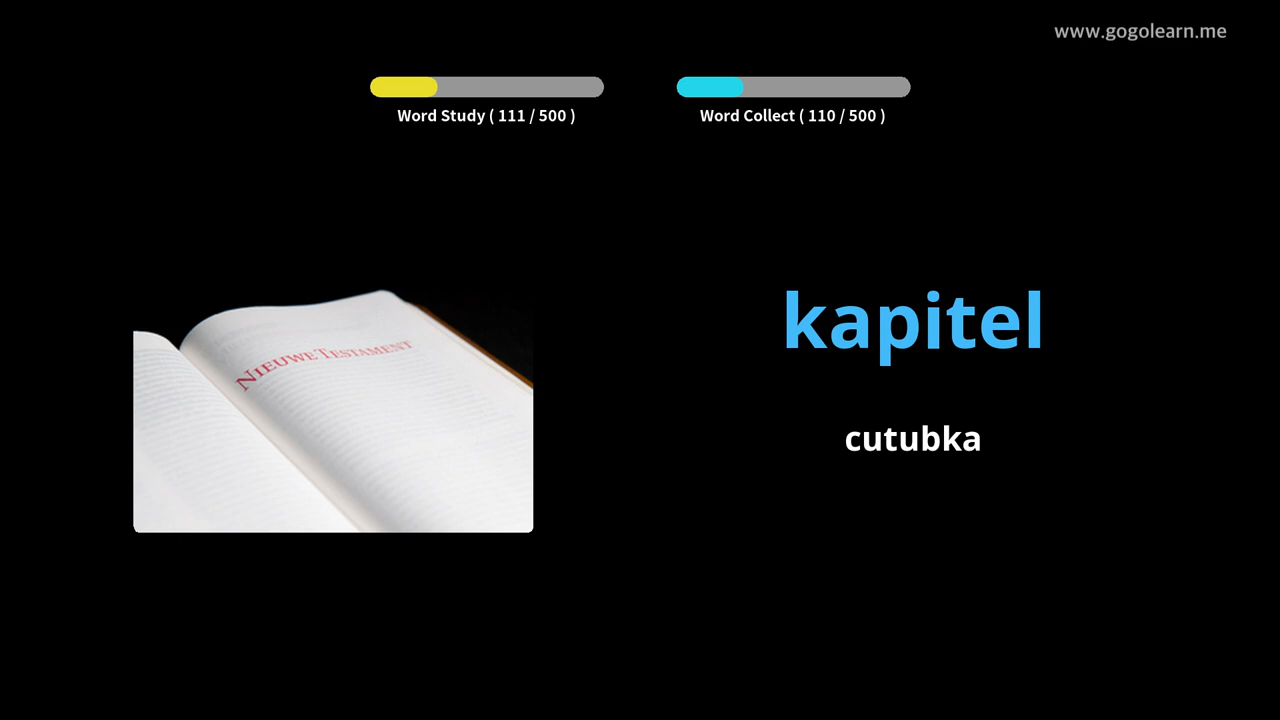 www.gogolearn.me
Word Study ( 111 / 500 )
Word Collect ( 110 / 500 )
NIEUWE TESTAMENT
kapitel
cutubka